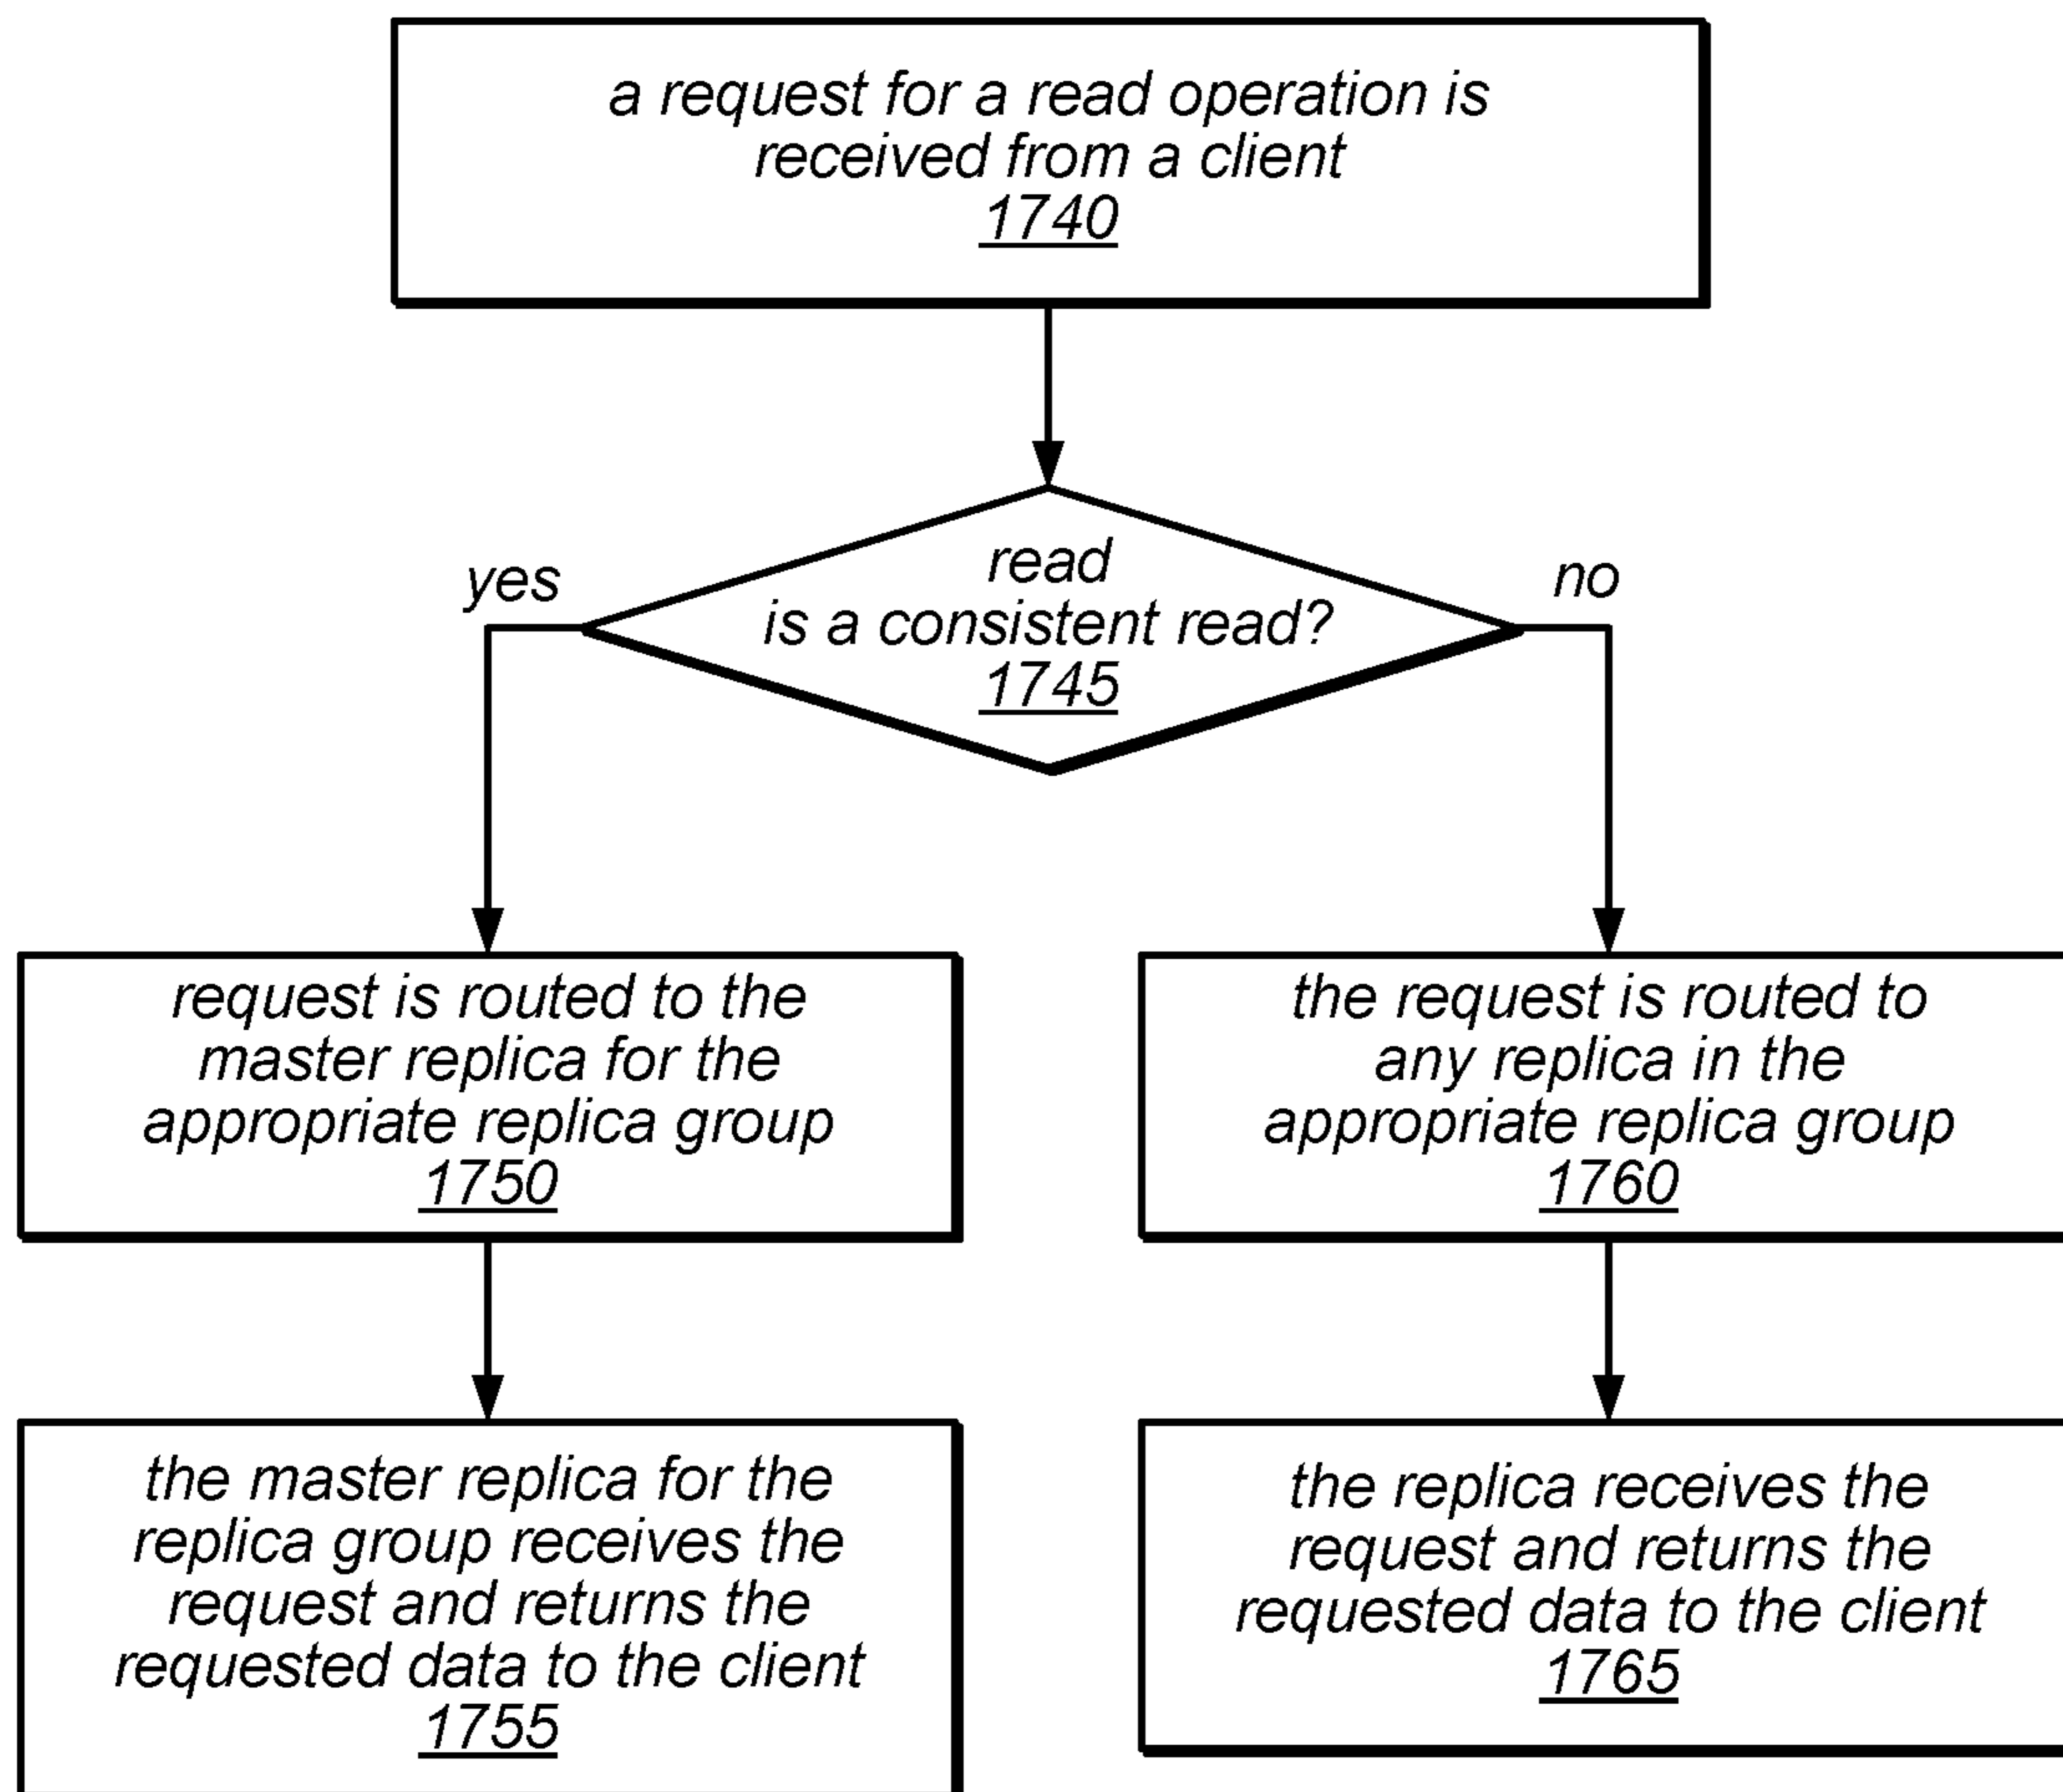 a request for a read operation is
received from a client
1740
yes
no
read
is a consistent read?
1745
request is routed to the
master replica for the
appropriate replica group
1750
the request is routed to
any replica in the
appropriate replica group
1760
the master replica for the
replica group receives the
request and returns the
requested data to the client
1755
the replica receives the
request and returns the
requested data to the client
1765